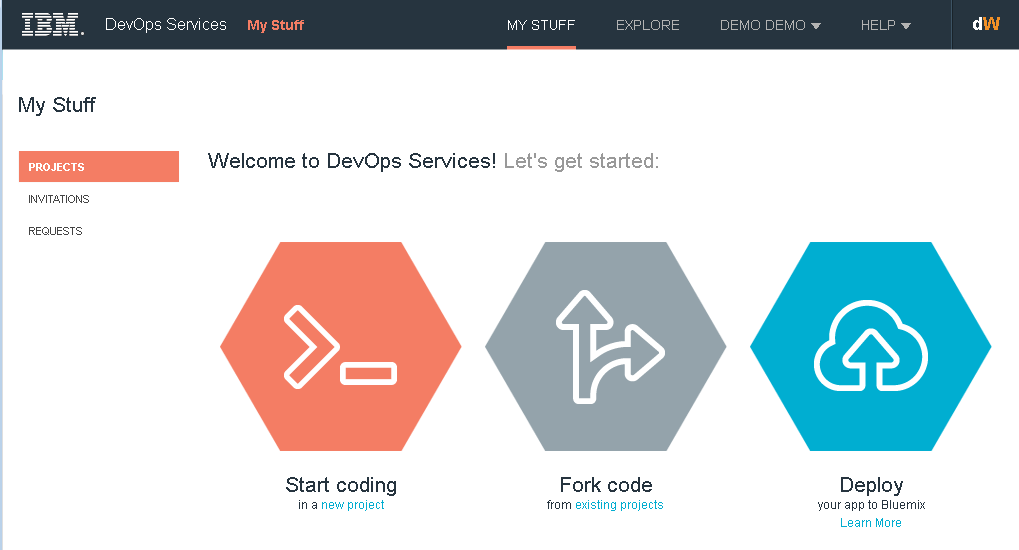 IBM. DevOps Services My Stuff MY STUFF EXPLORE DEMO DEMO HELP dW
My Stuff
PROJECTS
INVITATIONS
REQUESTS
Welcome to DevOps Services! Let's get started:
Start coding
in a new project
Fork code
from existing projects
Deploy
your app to Bluemix
Learn More